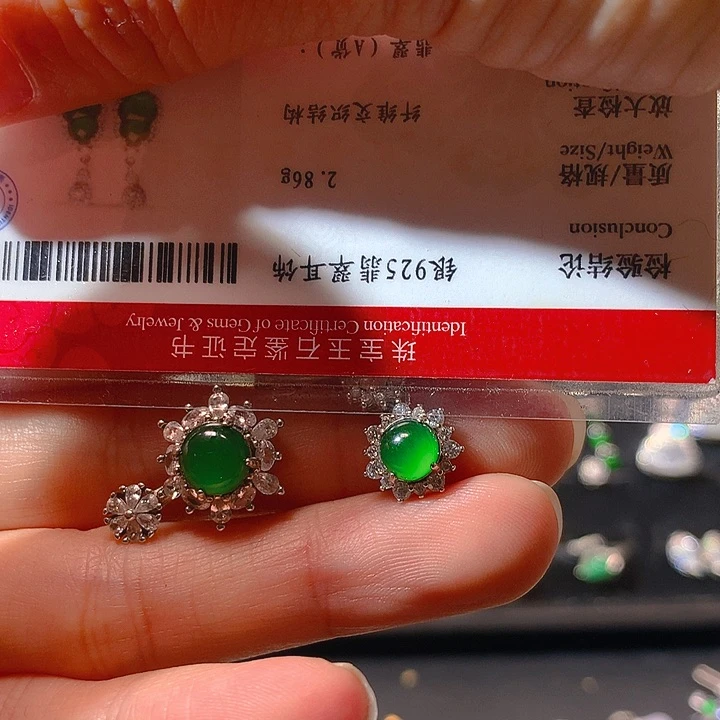 珠宝玉石鉴定证书
Identification Certificate of Gems & Jewelry
检验结论 银925翡翠耳饰
Conclusion
质量/规格 2.86g
Weight/Size
放大检查 纤维交织结构
翡翠（A货）